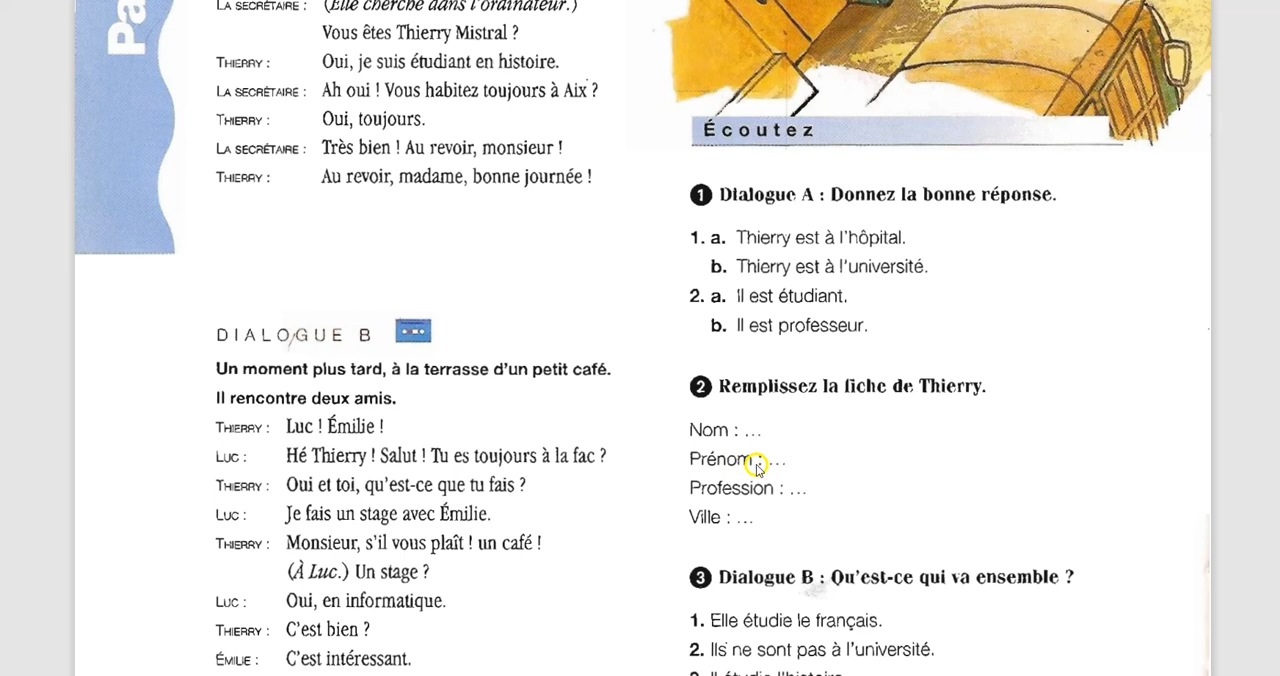 Pa
LA SECRÉTAIRE : (Elle cherche dans l'ordinateur.)
Vous êtes Thierry Mistral ?
THIERRY : Oui, je suis étudiant en histoire.
LA SECRÉTAIRE : Ah oui ! Vous habitez toujours à Aix ?
THIERRY : Oui, toujours.
LA SECRÉTAIRE : Très bien ! Au revoir, monsieur !
THIERRY : Au revoir, madame, bonne journée !
DIALOGUE B
Un moment plus tard, à la terrasse d'un petit café.
Il rencontre deux amis.
THIERRY : Luc ! Émilie !
LUC : Hé Thierry ! Salut ! Tu es toujours à la fac ?
THIERRY : Oui et toi, qu'est-ce que tu fais ?
LUC : Je fais un stage avec Émilie.
THIERRY : Monsieur, s'il vous plaît ! un café !
(À Luc.) Un stage ?
LUC : Oui, en informatique.
THIERRY : C'est bien ?
ÉMILIE : C'est intéressant.
Écoutez
1 Dialogue A : Donnez la bonne réponse.
1. a. Thierry est à l'hôpital.
b. Thierry est à l'université.
2. a. Il est étudiant.
b. Il est professeur.
2 Remplissez la fiche de Thierry.
Nom : ...
Prénom : ...
Profession : ...
Ville : ...
3 Dialogue B : Qu'est-ce qui va ensemble ?
1. Elle étudie le français.
2. Ils ne sont pas à l'université.
3. Il étudie l'histoire.